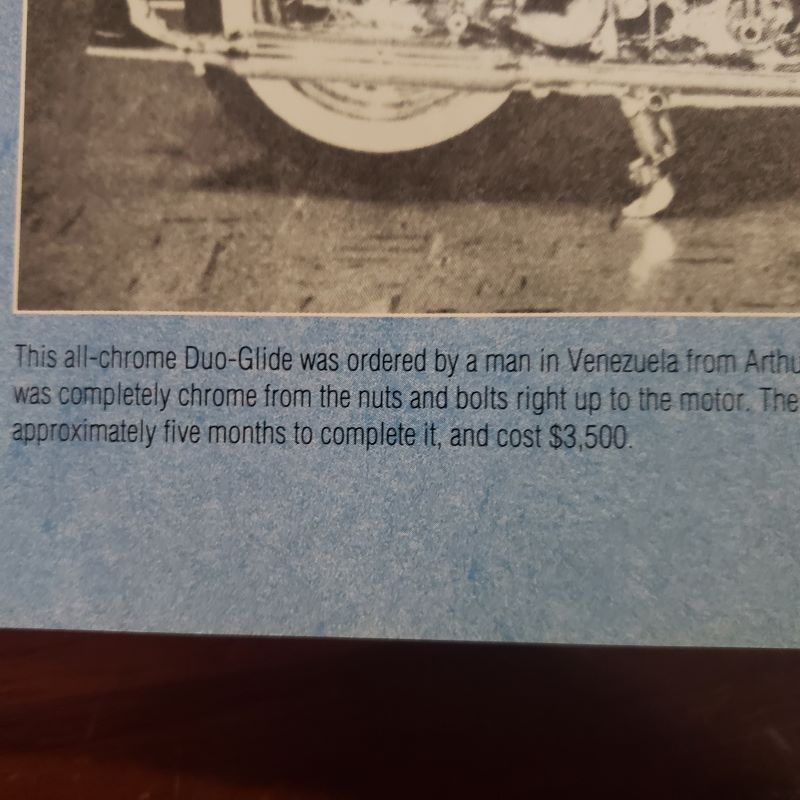 This all-chrome Duo-Glide was ordered by a man in Venezuela from
was completely chrome from the nuts and bolts right up to the motor. The
approximately five months to complete it, and cost $3,500.